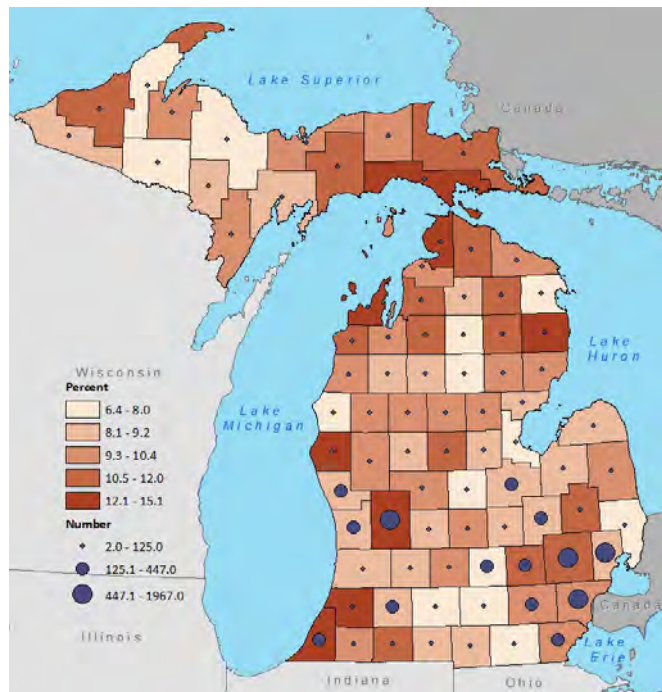 Lake Superior
Canada
Wisconsin
Percent
6.4 - 8.0
8.1 - 9.2
9.3 - 10.4
10.5 - 12.0
12.1 - 15.1
Number
2.0 - 125.0
125.1 - 447.0
447.1 - 1967.0
Lake
Michigan
Lake
Huron
Illinois
Indiana
Ohio
Canada
Lake
Erie